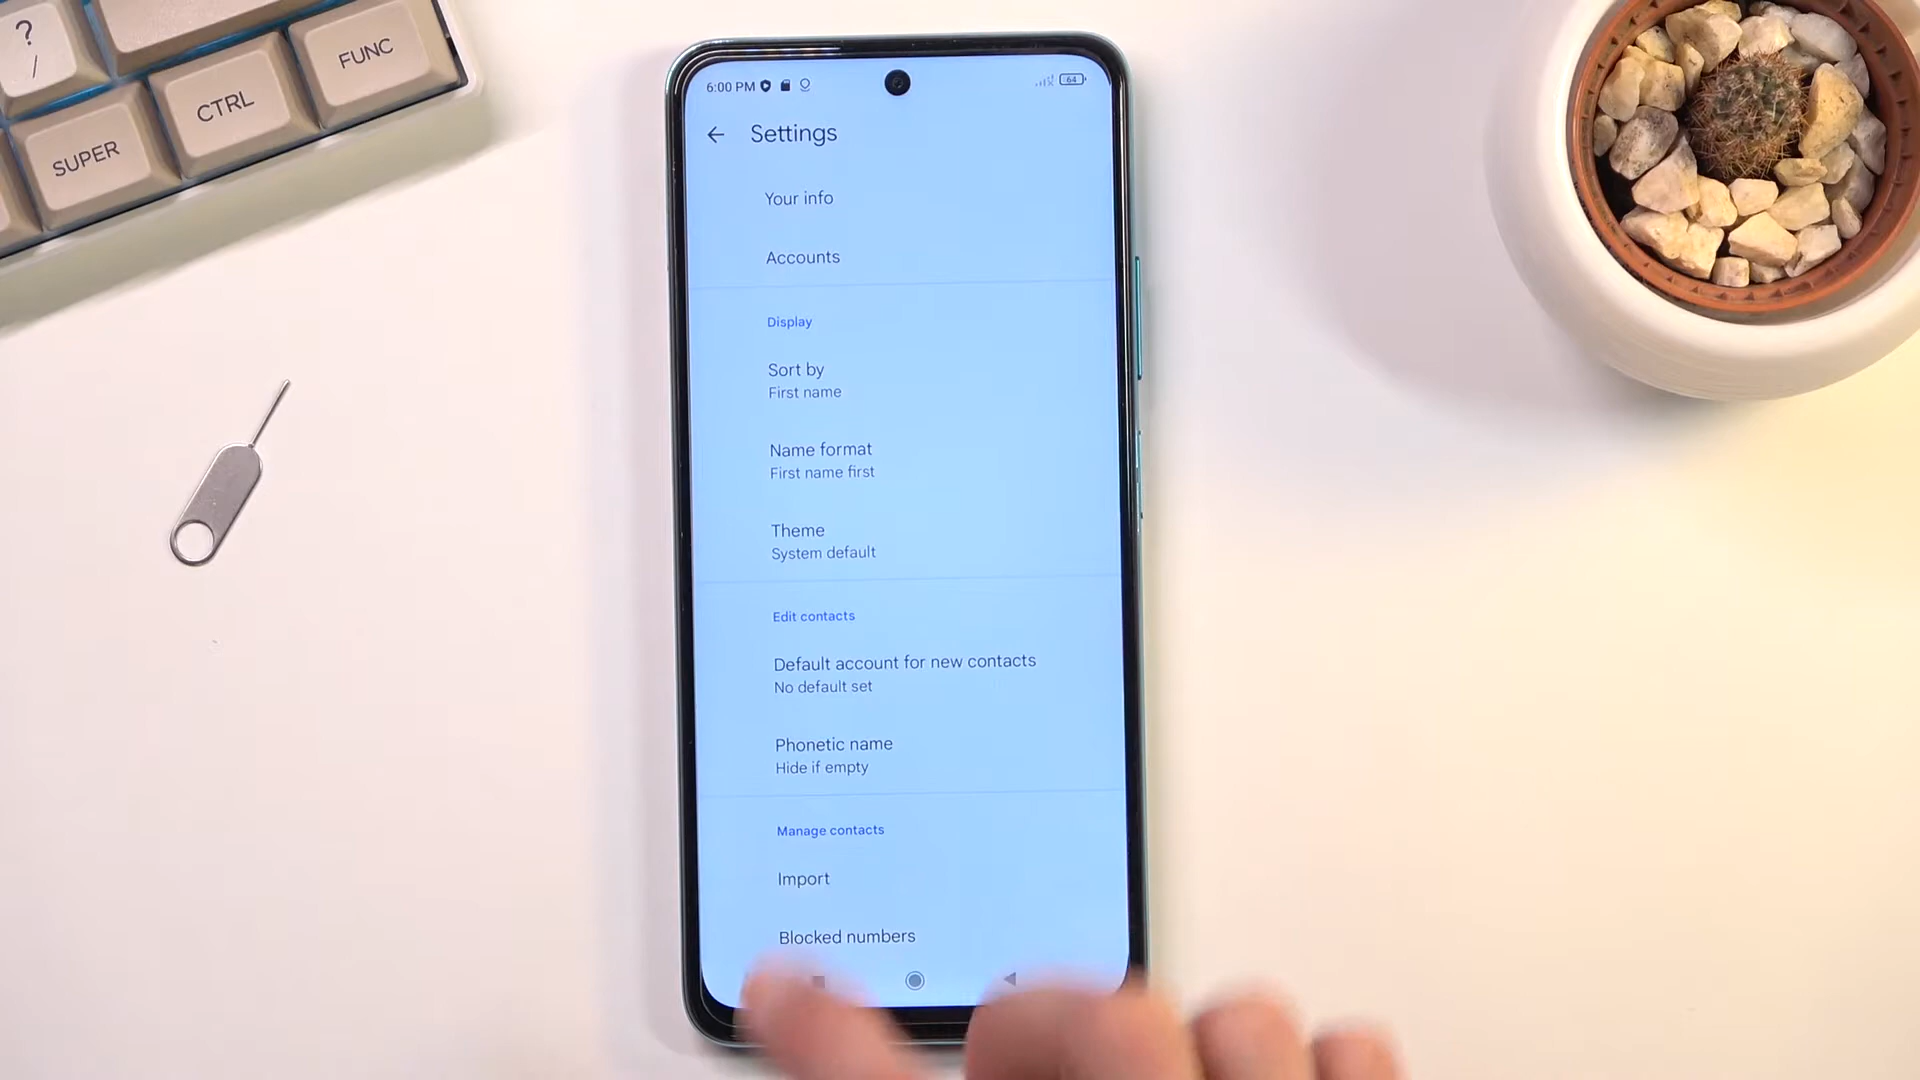 ?
/
FUNC
CTRL
SUPER
6:00 PM
64
Settings
Your info
Accounts
Display
Sort by
First name
Name format
First name first
Theme
System default
Edit contacts
Default account for new contacts
No default set
Phonetic name
Hide if empty
Manage contacts
Import
Blocked numbers